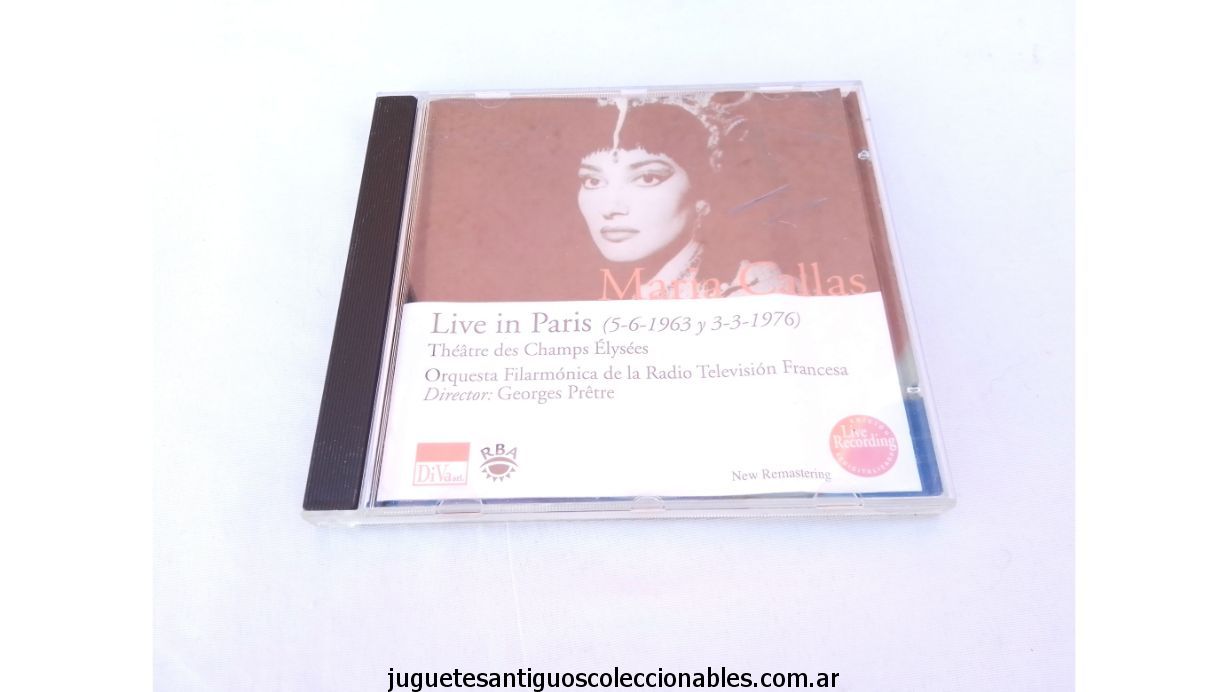 Maria Callas
Live in Paris (5-6-1963 y 3-3-1976)
Théâtre des Champs Élysées
Orquesta Filarmónica de la Radio Televisión Francesa
Director: Georges Prêtre
DiVa srl.
RBA
New Remastering
Live
Recording
juguetesantiguoscoleccionables.com.ar